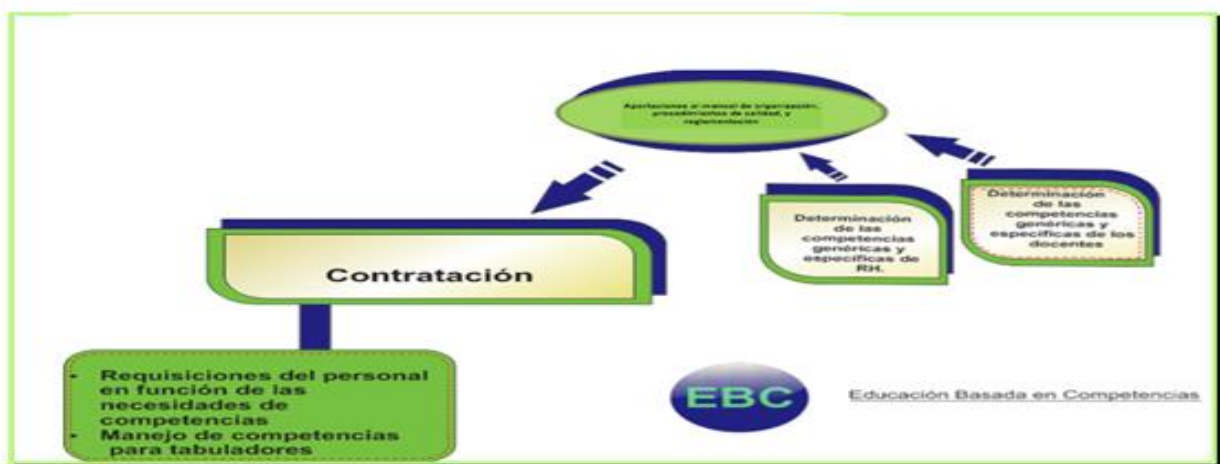 Aportaciones al manual de organización,
procedimientos de calidad, y
reglamentación
Determinación
de las
competencias
genéricas y
específicas de los
docentes
Determinación
de las
competencias
genéricas y
específicas de
RH.
Contratación
• Requisiciones del personal
en función de las
necesidades de
competencias
• Manejo de competencias
para tabuladores
EBC
Educación Basada en Competencias